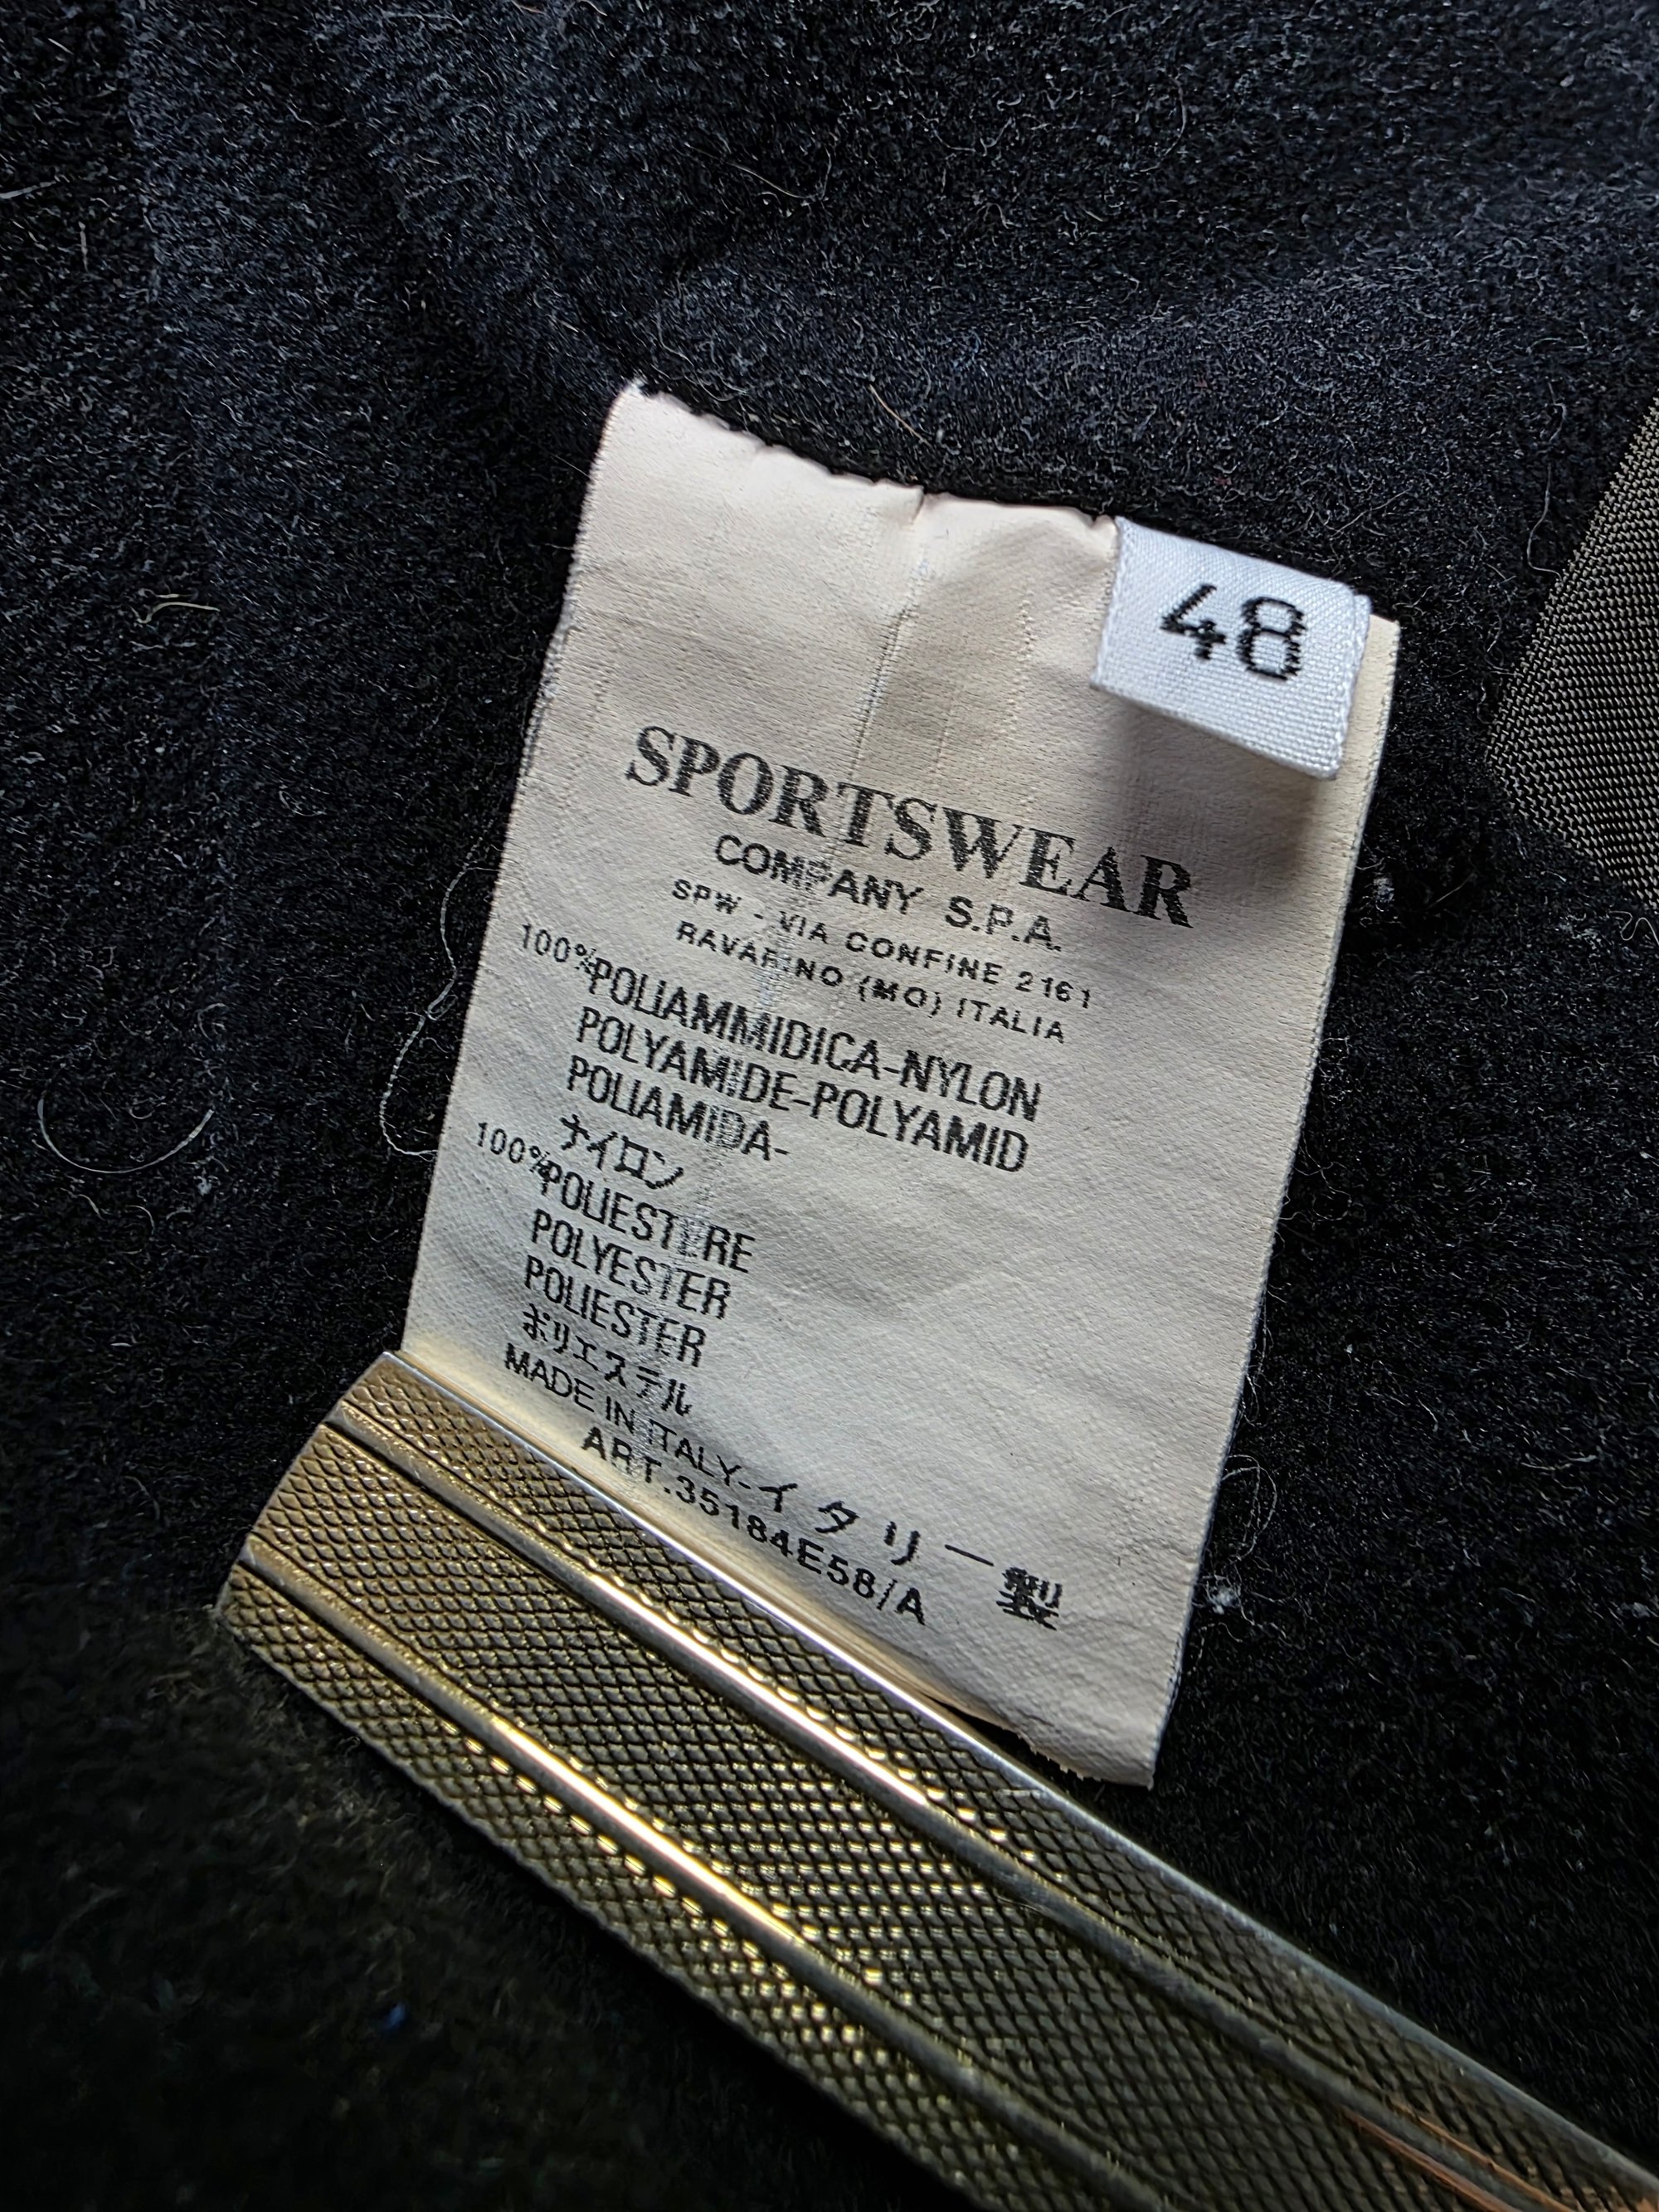 48
SPORTSWEAR
COMPANY S.P.A.
SPW - VIA CONFINE 2161
RAVARINO (MO) ITALIA
100%POLIAMMIDICA-NYLON
POLYAMIDE-POLYAMID
POLIAMIDA-
ナイロン
100%POLIESTERE
POLYESTER
POLIESTER
ポリエステル
MADE IN ITALY-イタリー製
ART.35184E58/A